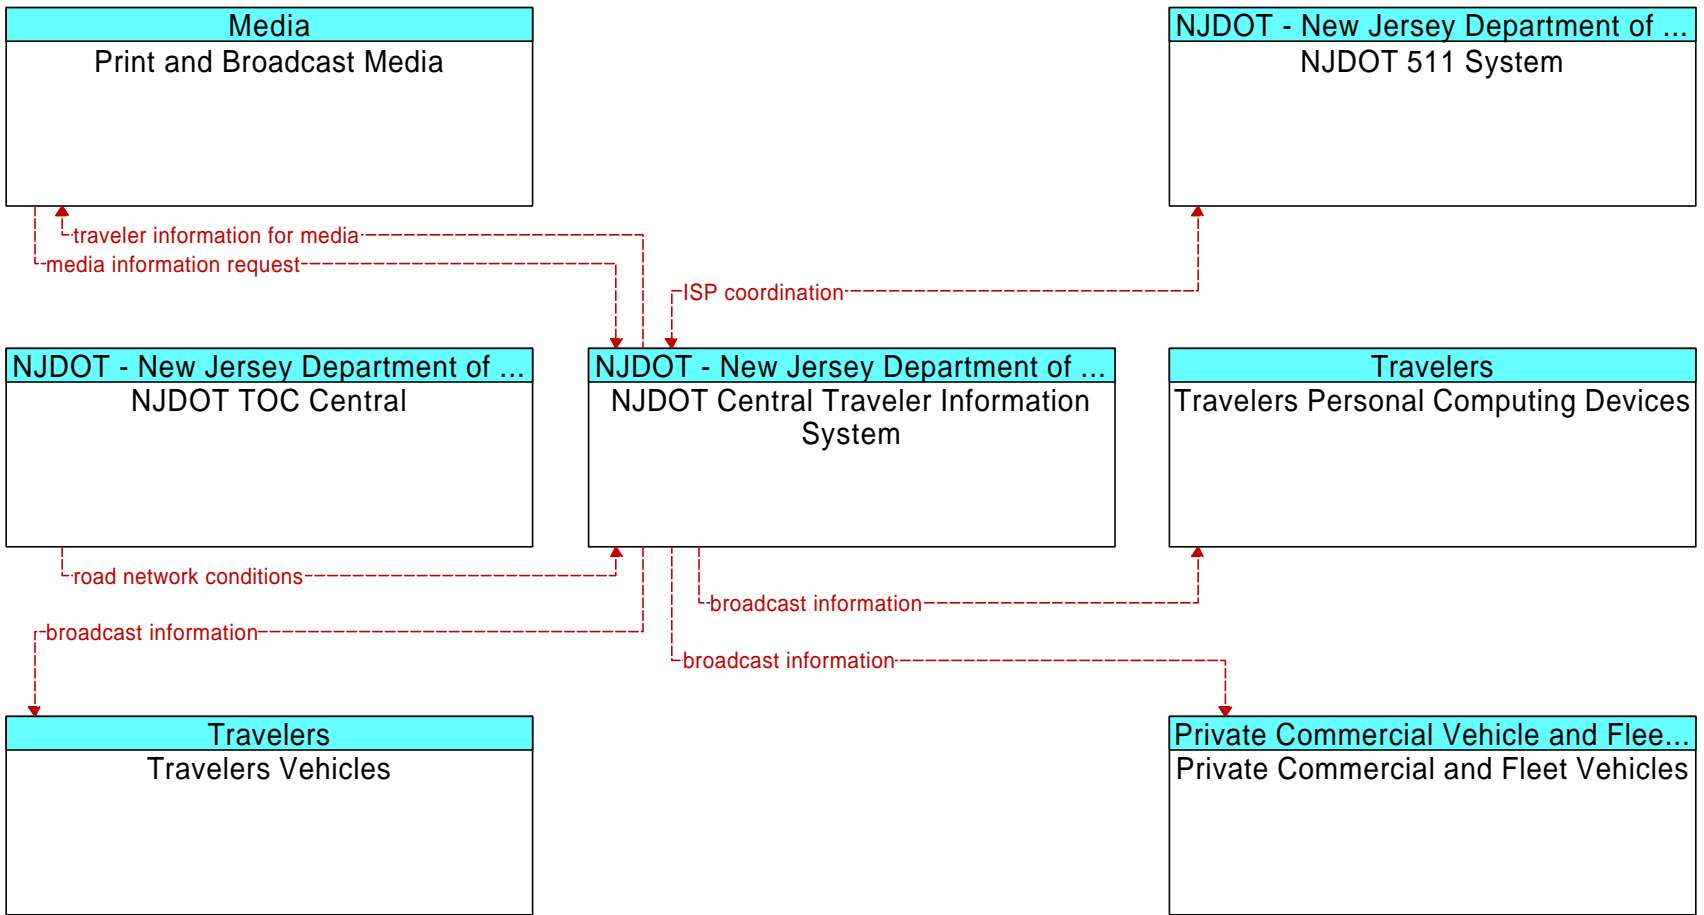 Media
Print and Broadcast Media
NJDOT - New Jersey Department of ...
NJDOT 511 System
traveler information for media
media information request
ISP coordination
NJDOT - New Jersey Department of ...
NJDOT TOC Central
NJDOT - New Jersey Department of ...
NJDOT Central Traveler Information
System
Travelers
Travelers Personal Computing Devices
road network conditions
broadcast information
broadcast information
broadcast information
Travelers
Travelers Vehicles
Private Commercial Vehicle and Flee...
Private Commercial and Fleet Vehicles